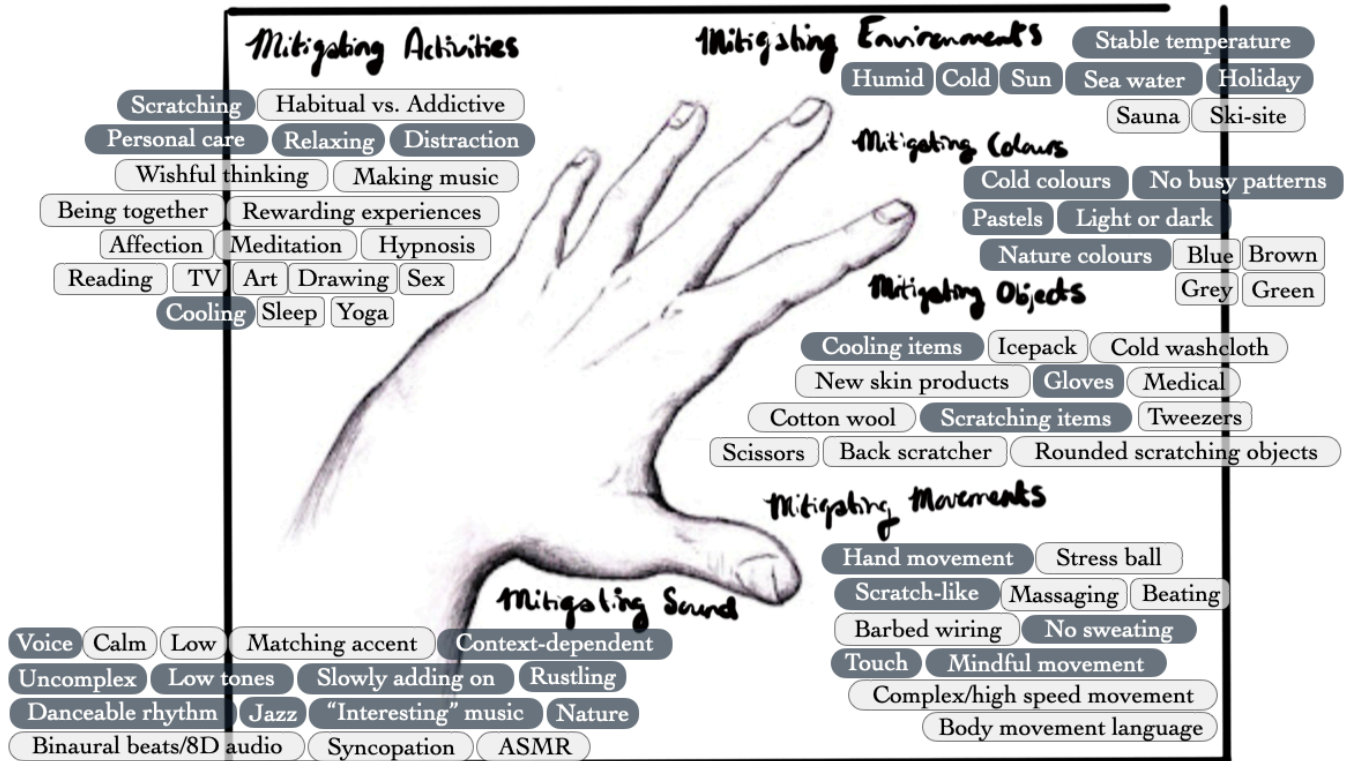 Mitigating Activities
Scratching Habitual vs. Addictive
Personal care Relaxing Distraction
Wishful thinking Making music
Being together Rewarding experiences
Affection Meditation Hypnosis
Reading TV Art Drawing Sex
Cooling Sleep Yoga
Mitigating Environments Stable temperature
Humid Cold Sun Sea water Holiday
Sauna Ski-site
Mitigating Colours
Cold colours No busy patterns
Pastels Light or dark
Nature colours Blue Brown
Grey Green
Mitigating Objects
Cooling items Icepack Cold washcloth
New skin products Gloves Medical
Cotton wool Scratching items Tweezers
Scissors Back scratcher Rounded scratching objects
Mitigating Movements
Hand movement Stress ball
Scratch-like Massaging Beating
Barbed wiring No sweating
Touch Mindful movement
Complex/high speed movement
Body movement language
Mitigating Sound
Voice Calm Low Matching accent Context-dependent
Uncomplex Low tones Slowly adding on Rustling
Danceable rhythm Jazz “Interesting” music Nature
Binaural beats/8D audio Syncopation ASMR